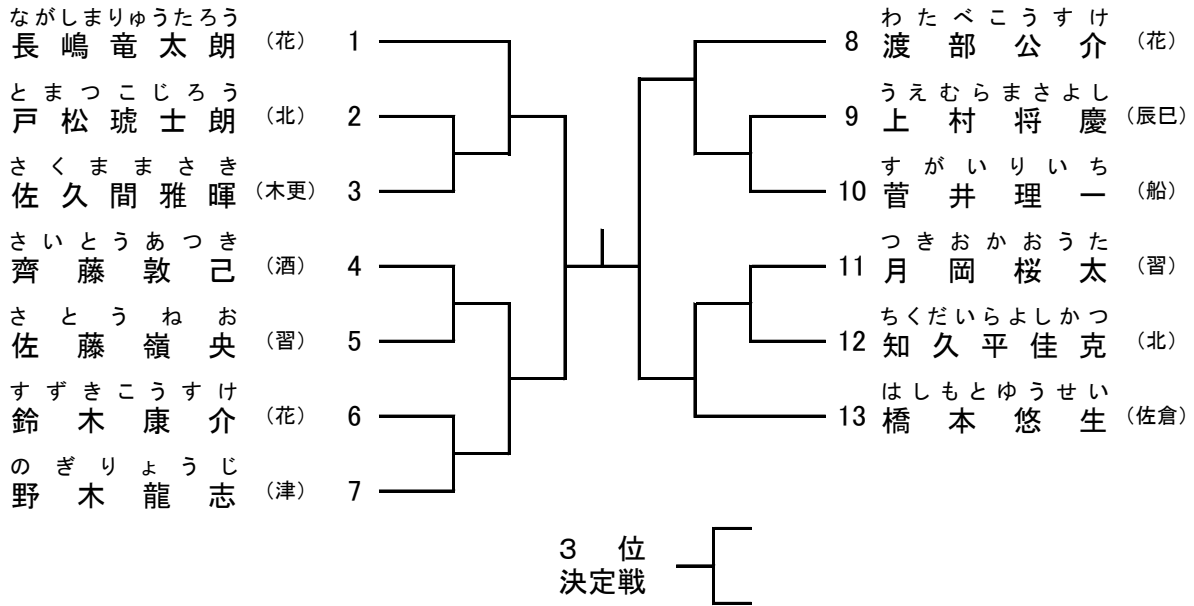 ながしまりゅうたろう
長嶋竜太朗 （花） 1
とまつこじろう
戸松琥士朗 （北） 2
さくままさき
佐久間雅暉 （木更） 3
さいとうあつき
齊藤敦己 （酒） 4
さとうねお
佐藤嶺央 （習） 5
すずきこうすけ
鈴木康介 （花） 6
のぎりょうじ
野木龍志 （津） 7
わたべこうすけ
8 渡部公介 （花）
うえむらまさよし
9 上村将慶 （辰巳）
すがいりいち
10 菅井理一 （船）
つきおかおうた
11 月岡桜太 （習）
ちくだいらよしかつ
12 知久平佳克 （北）
はしもとゆうせい
13 橋本悠生 （佐倉）
３位
決定戦